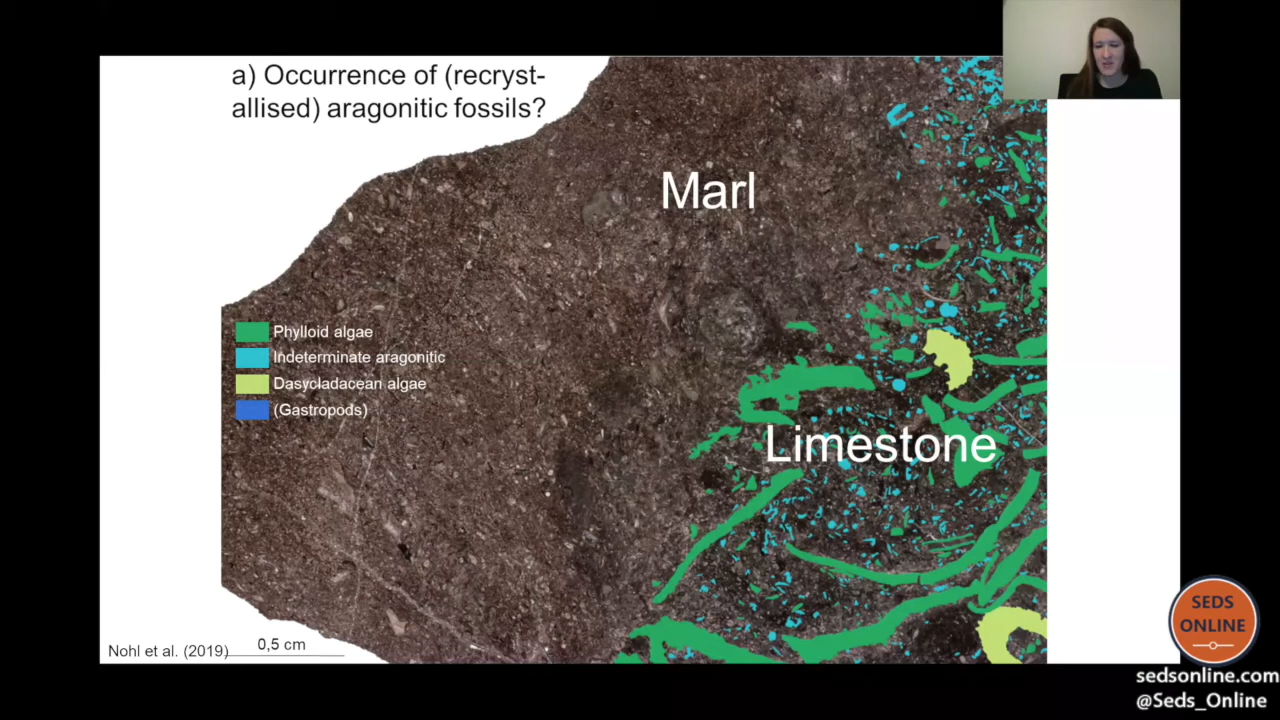 a) Occurrence of (recryst-
allised) aragonitic fossils?
Marl
Phylloid algae
Indeterminate aragonitic
Dasycladacean algae
(Gastropods)
Limestone
Nohl et al. (2019)
0,5 cm
SEDS
ONLINE
sedsonline.com
@Seds_Online